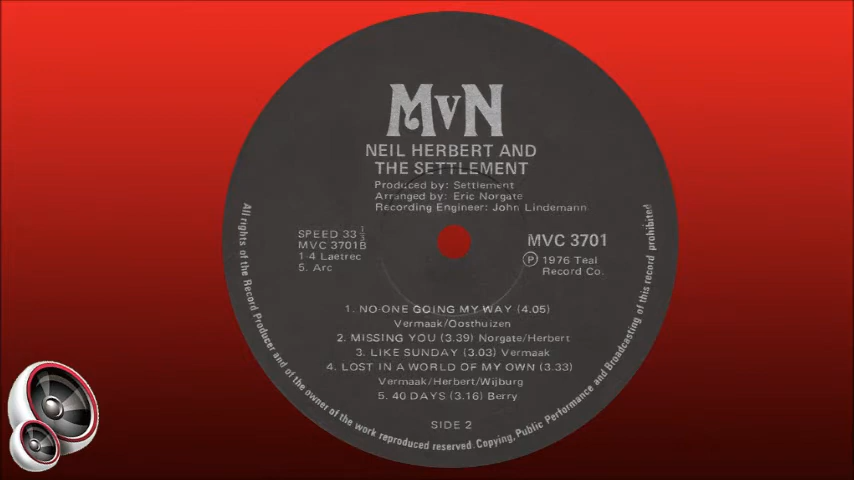 MVN
NEIL HERBERT AND
THE SETTLEMENT
Produced by: Settlement
Arranged by: Eric Norgate
Recording Engineer: John Lindemann
SPEED 33 1/3
MVC 3701B
1-4 Laetrec
5. Arc
MVC 3701
Ⓟ 1976 Teal
Record Co.
1. NO-ONE GOING MY WAY (4.05)
Vermaak/Oosthuizen
2. MISSING YOU (3.39) Norgate/Herbert
3. LIKE SUNDAY (3.03) Vermaak
4. LOST IN A WORLD OF MY OWN (3.33)
Vermaak/Herbert/Wijburg
5. 40 DAYS (3.16) Berry
SIDE 2
All rights of the Record Producer and of the owner of the work reproduced reserved. Copying, Public Performance and Broadcasting of this record prohibited